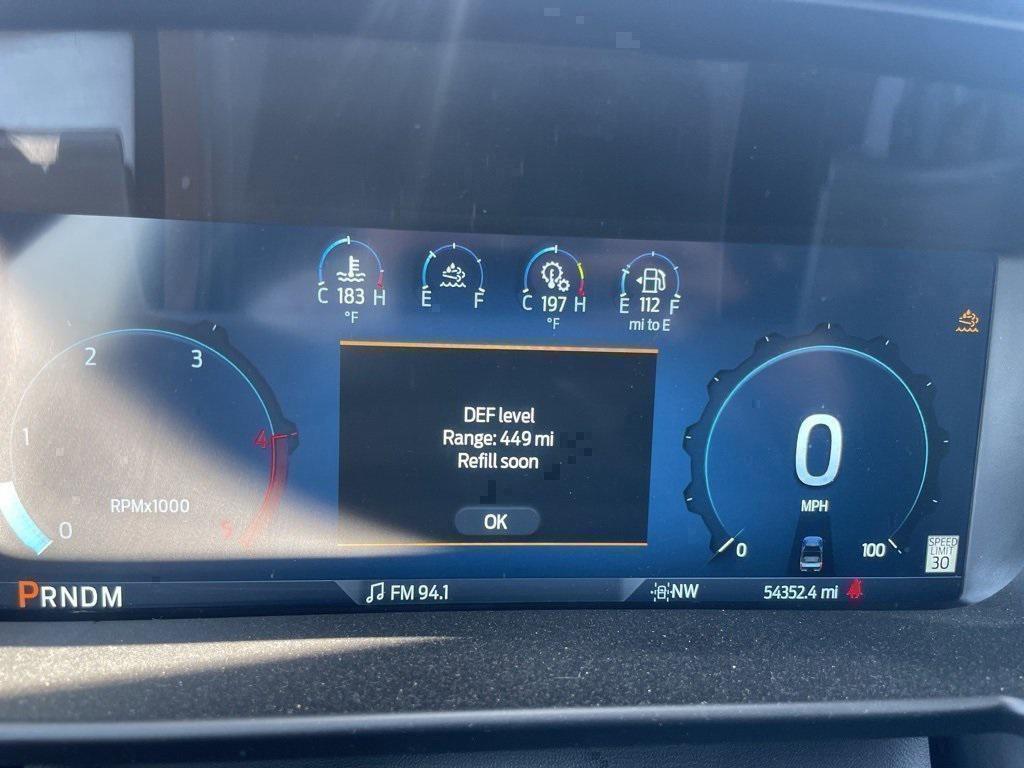 C 183 H
°F
E F
C 197 H
°F
E 112 F
mi to E
1 2 3 4 5
0
RPMx1000
DEF level
Range: 449 mi
Refill soon
OK
0
MPH
0 100
SPEED
LIMIT
30
PRNDM
FM 94.1
NW
54352.4 mi